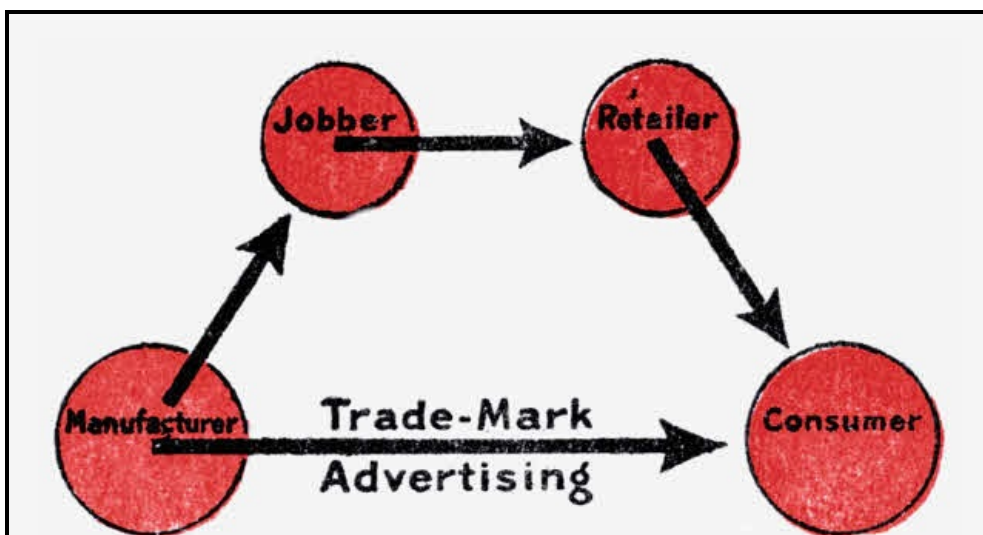 Jobber
Retailer
Manufacturer
Trade-Mark
Advertising
Consumer